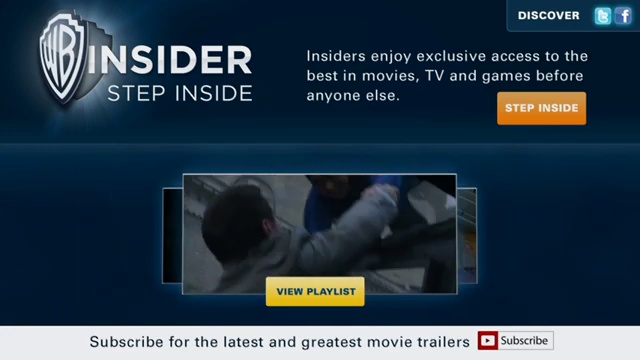 DISCOVER
WB INSIDER
STEP INSIDE
Insiders enjoy exclusive access to the
best in movies, TV and games before
anyone else.
STEP INSIDE
VIEW PLAYLIST
Subscribe for the latest and greatest movie trailers
Subscribe